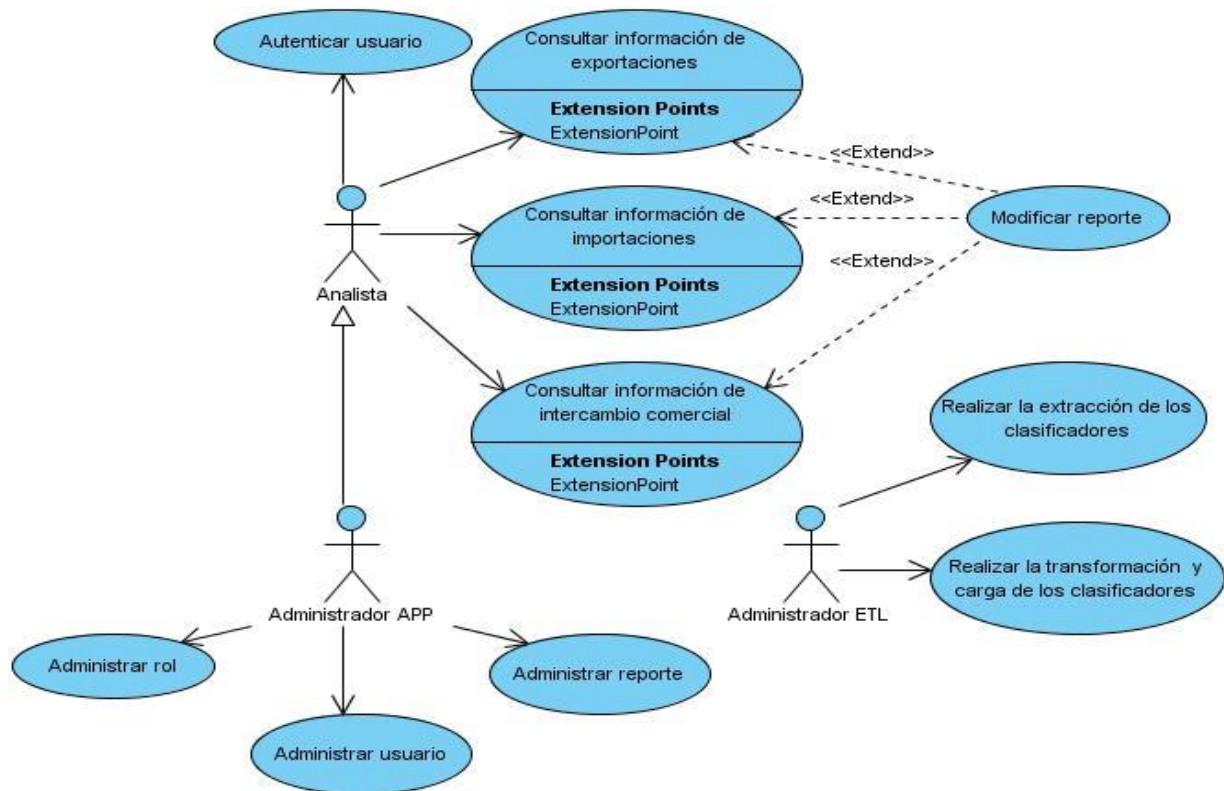 Autenticar usuario
Consultar información de
exportaciones
Extension Points
ExtensionPoint
<<Extend>>
Consultar información de
importaciones
Extension Points
ExtensionPoint
<<Extend>>
Modificar reporte
<<Extend>>
Analista
Consultar información de
intercambio comercial
Extension Points
ExtensionPoint
Realizar la extracción de los
clasificadores
Realizar la transformación y
carga de los clasificadores
Administrador APP
Administrador ETL
Administrar rol
Administrar reporte
Administrar usuario